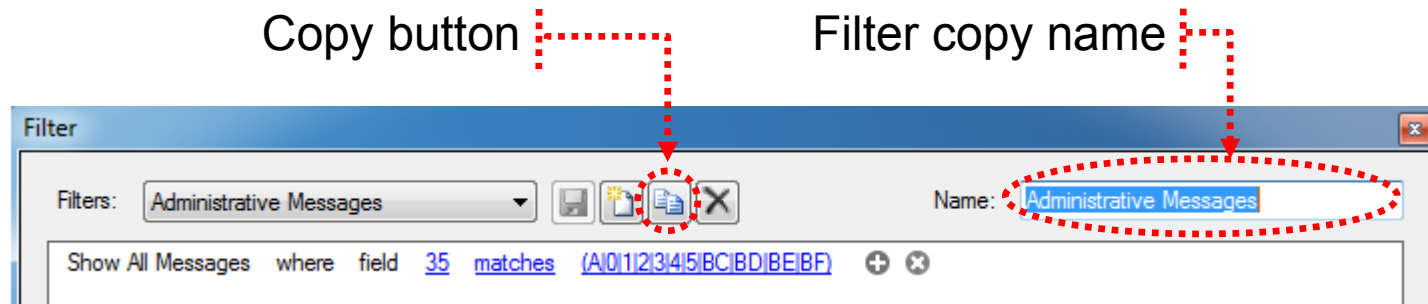 Copy button Filter copy name
Filter
Filters: Administrative Messages Name: Administrative Messages
Show All Messages where field 35 matches (A|0|1|2|3|4|5|BC|BD|BE|BF)